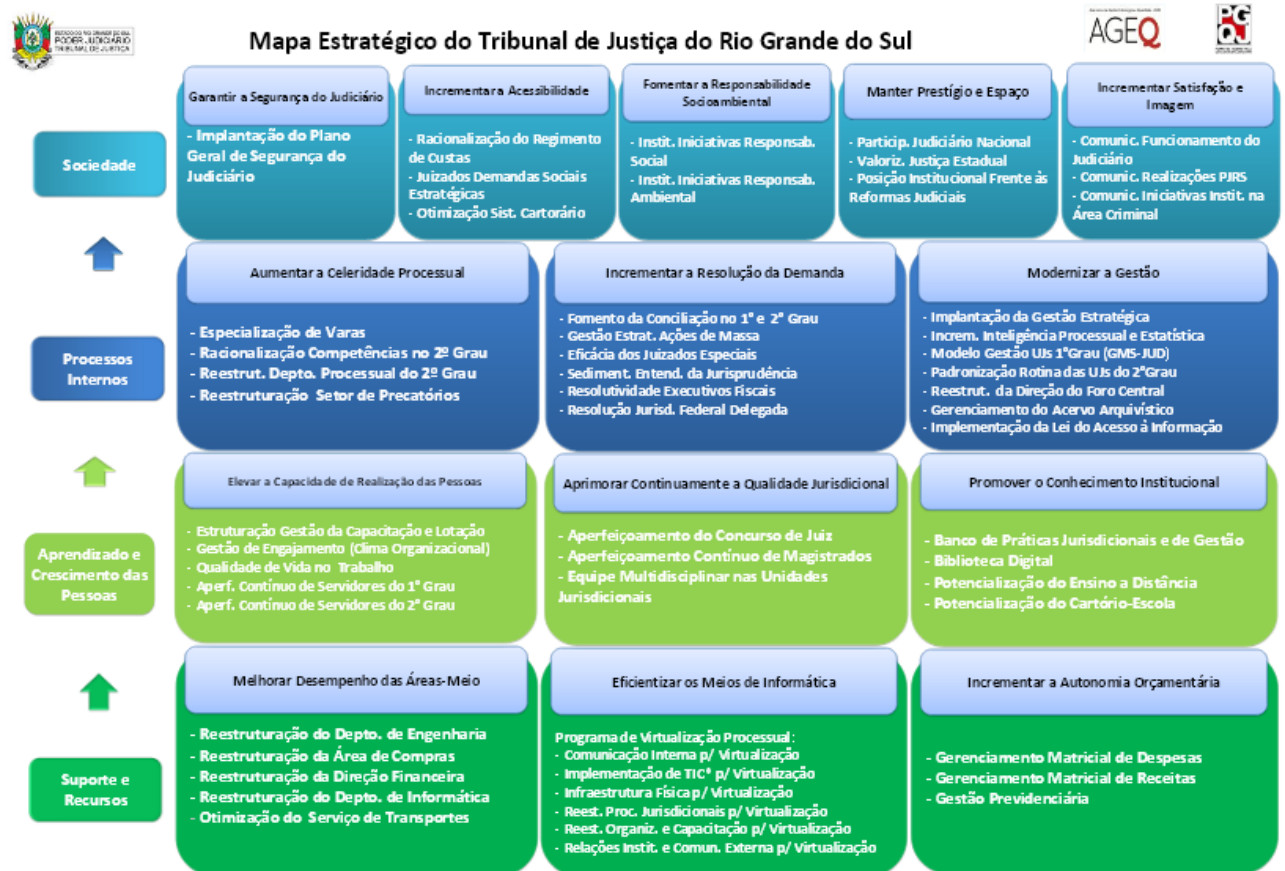 ESTADO DO RIO GRANDE DO SUL
PODER JUDICIÁRIO
TRIBUNAL DE JUSTIÇA
Mapa Estratégico do Tribunal de Justiça do Rio Grande do Sul
AGEQ
PGQJ
Sociedade
Garantir a Segurança do Judiciário
- Implantação do Plano
Geral de Segurança do
Judiciário
Incrementar a Acessibilidade
- Racionalização do Regimento
de Custas
- Juizados Demandas Sociais
Estratégicas
- Otimização Sist. Cartorário
Fomentar a Responsabilidade
Socioambiental
- Instit. Iniciativas Responsab.
Social
- Instit. Iniciativas Responsab.
Ambiental
Manter Prestígio e Espaço
- Particip. Judiciário Nacional
- Valoriz. Justiça Estadual
- Posição Institucional Frente às
Reformas Judiciais
Incrementar Satisfação e
Imagem
- Comunic. Funcionamento do
Judiciário
- Comunic. Realizações PJRS
- Comunic. Iniciativas Instit. na
Área Criminal
Processos
Internos
Aumentar a Celeridade Processual
- Especialização de Varas
- Racionalização Competências no 2º Grau
- Reestrut. Depto. Processual do 2º Grau
- Reestruturação Setor de Precatórios
Incrementar a Resolução da Demanda
- Fomento da Conciliação no 1° e 2° Grau
- Gestão Estrat. Ações de Massa
- Eficácia dos Juizados Especiais
- Sediment. Entend. da Jurisprudência
- Resolutividade Executivos Fiscais
- Resolução Jurisd. Federal Delegada
Modernizar a Gestão
- Implantação da Gestão Estratégica
- Increm. Inteligência Processual e Estatística
- Modelo Gestão UJs 1°Grau (GMS-JUD)
- Padronização Rotina das UJs do 2°Grau
- Reestrut. da Direção do Foro Central
- Gerenciamento do Acervo Arquivístico
- Implementação da Lei do Acesso à Informação
Aprendizado e
Crescimento das
Pessoas
Elevar a Capacidade de Realização das Pessoas
- Estruturação Gestão da Capacitação e Lotação
- Gestão de Engajamento (Clima Organizacional)
- Qualidade de Vida no Trabalho
- Aperf. Contínuo de Servidores do 1° Grau
- Aperf. Contínuo de Servidores do 2° Grau
Aprimorar Continuamente a Qualidade Jurisdicional
- Aperfeiçoamento do Concurso de Juiz
- Aperfeiçoamento Contínuo de Magistrados
- Equipe Multidisciplinar nas Unidades
Jurisdicionais
Promover o Conhecimento Institucional
- Banco de Práticas Jurisdicionais e de Gestão
- Biblioteca Digital
- Potencialização do Ensino a Distância
- Potencialização do Cartório-Escola
Suporte e
Recursos
Melhorar Desempenho das Áreas-Meio
- Reestruturação do Depto. de Engenharia
- Reestruturação da Área de Compras
- Reestruturação da Direção Financeira
- Reestruturação do Depto. de Informática
- Otimização do Serviço de Transportes
Eficientizar os Meios de Informática
Programa de Virtualização Processual:
- Comunicação Interna p/ Virtualização
- Implementação de TIC* p/ Virtualização
- Infraestrutura Física p/ Virtualização
- Reest. Proc. Jurisdicionais p/ Virtualização
- Reest. Organiz. e Capacitação p/ Virtualização
- Relações Instit. e Comun. Externa p/ Virtualização
Incrementar a Autonomia Orçamentária
- Gerenciamento Matricial de Despesas
- Gerenciamento Matricial de Receitas
- Gestão Previdenciária